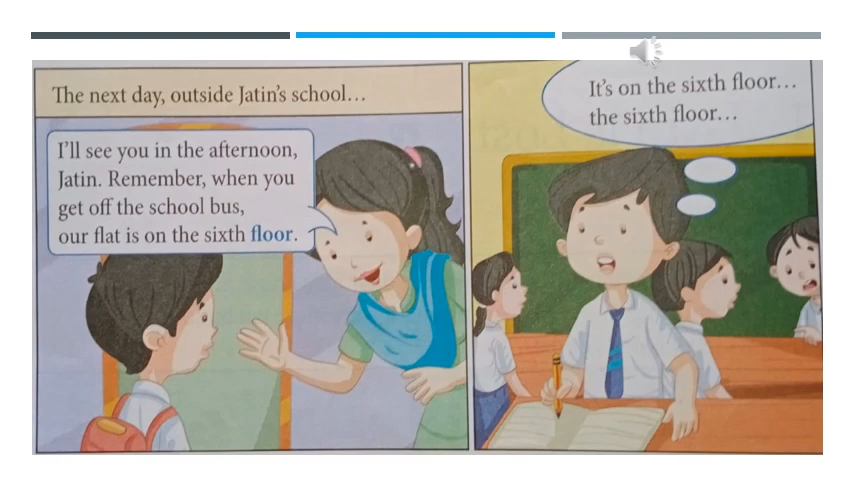 The next day, outside Jatin's school…
I'll see you in the afternoon,
Jatin. Remember, when you
get off the school bus,
our flat is on the sixth floor.
It's on the sixth floor…
the sixth floor…